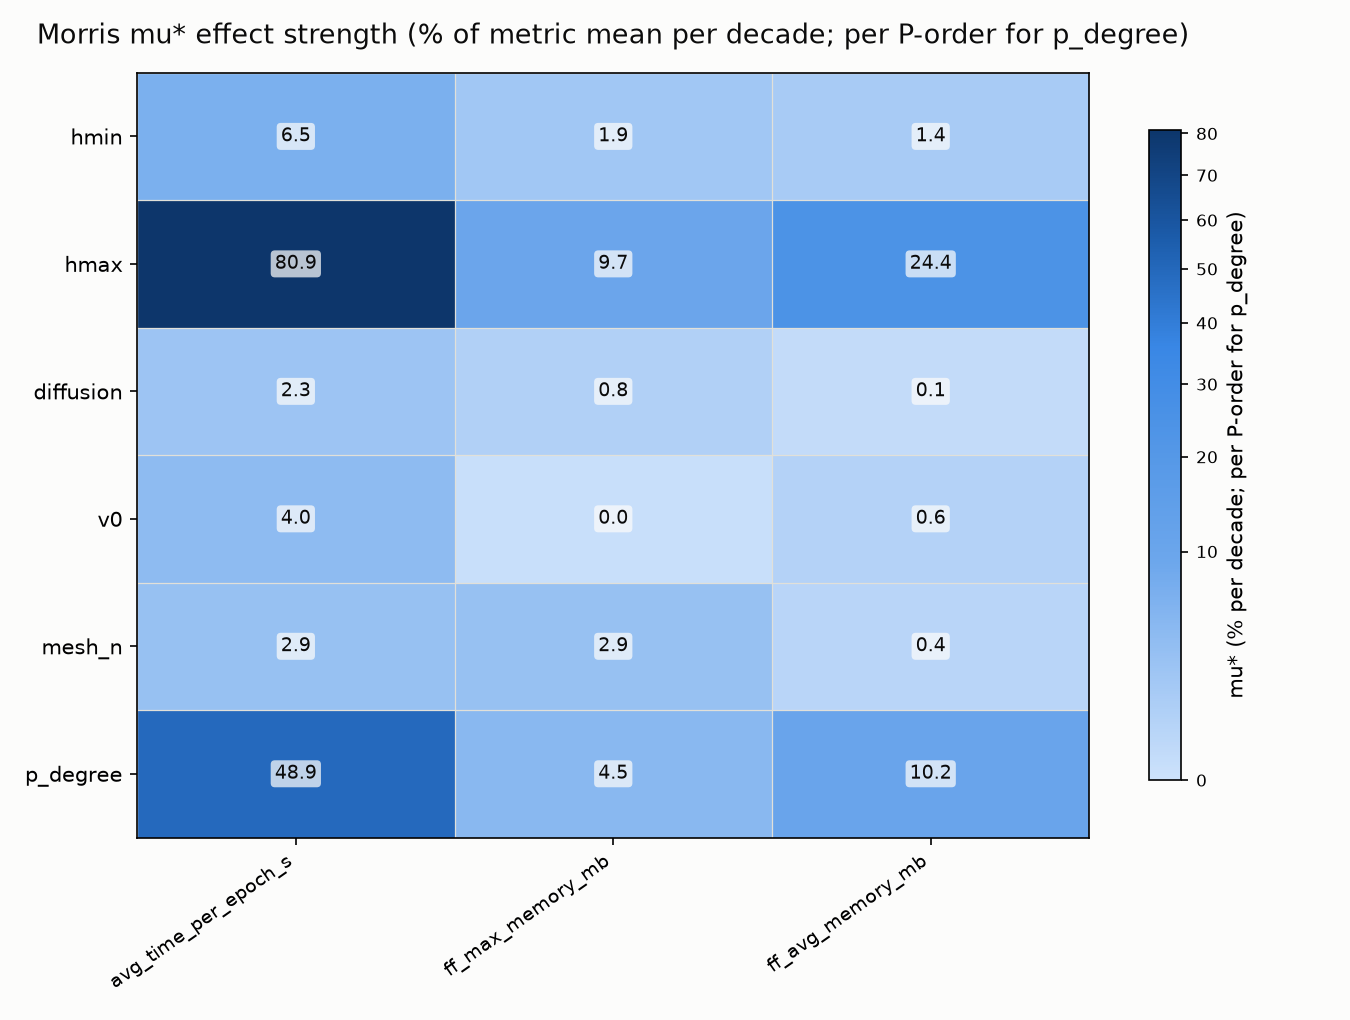 Morris mu* effect strength (% of metric mean per decade; per P-order for p_degree)
hmin 6.5 1.9 1.4
hmax 80.9 9.7 24.4
diffusion 2.3 0.8 0.1
v0 4.0 0.0 0.6
mesh_n 2.9 2.9 0.4
p_degree 48.9 4.5 10.2
avg_time_per_epoch_s ff_max_memory_mb ff_avg_memory_mb
80
70
60
50
40
30
20
10
0
mu* (% per decade; per P-order for p_degree)